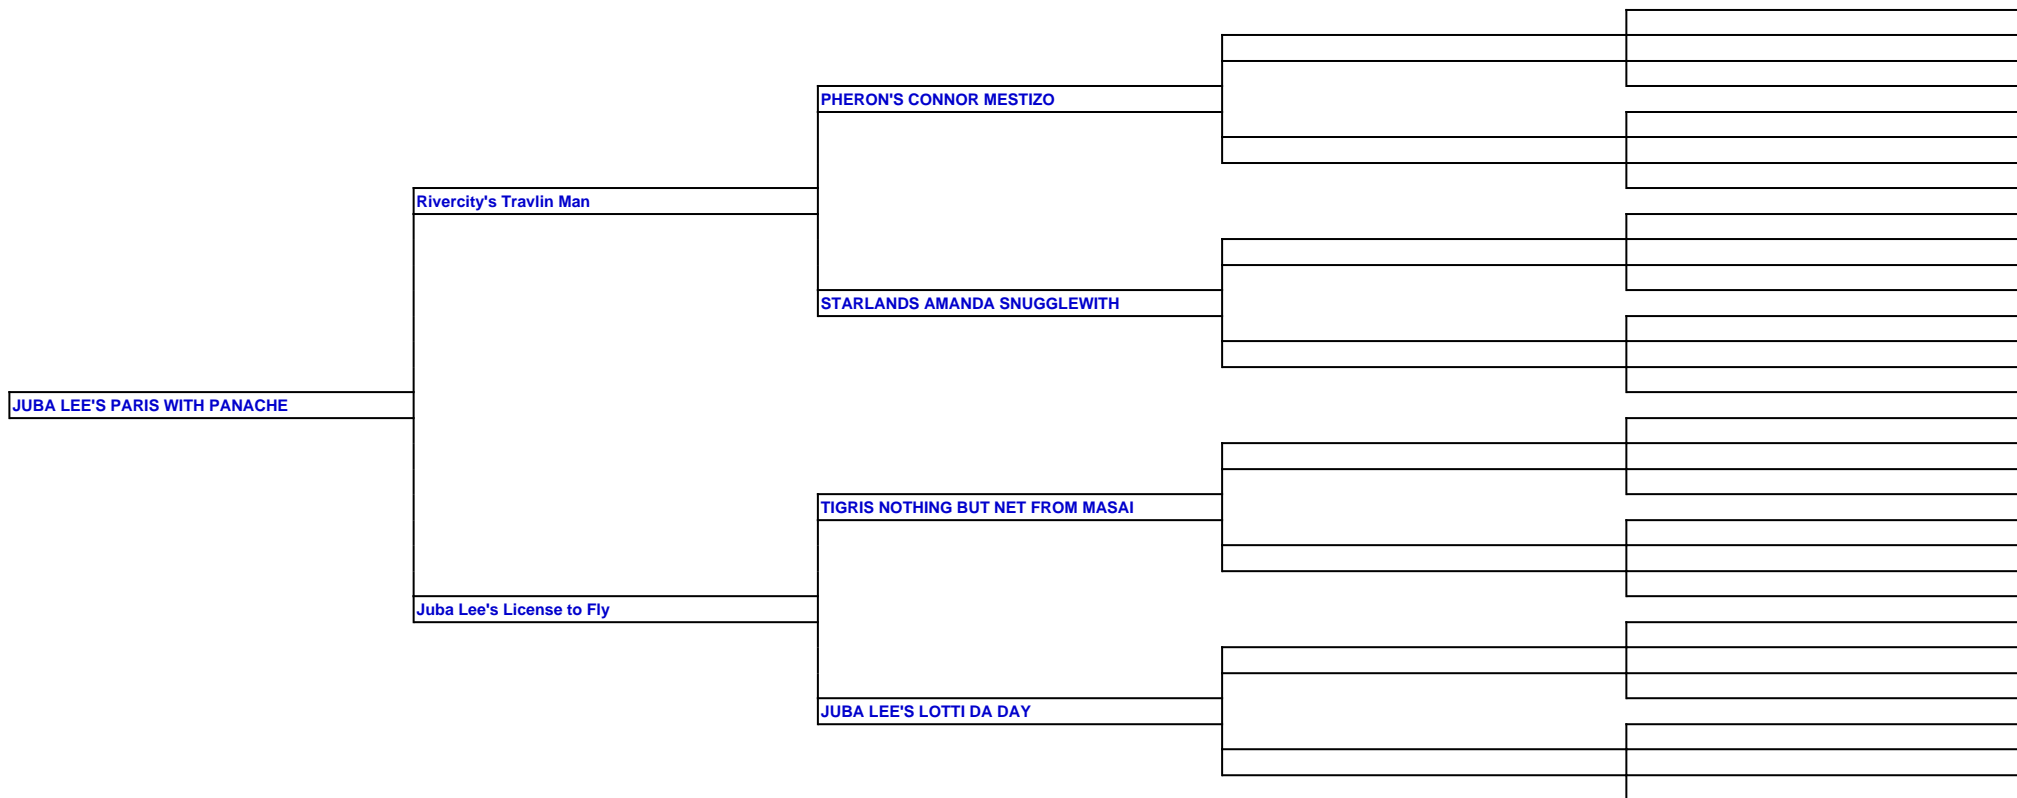 PHERON'S CONNOR MESTIZO
Rivercity's Travlin Man
STARLANDS AMANDA SNUGGLEWITH
JUBA LEE'S PARIS WITH PANACHE
TIGRIS NOTHING BUT NET FROM MASAI
Juba Lee's License to Fly
JUBA LEE'S LOTTI DA DAY